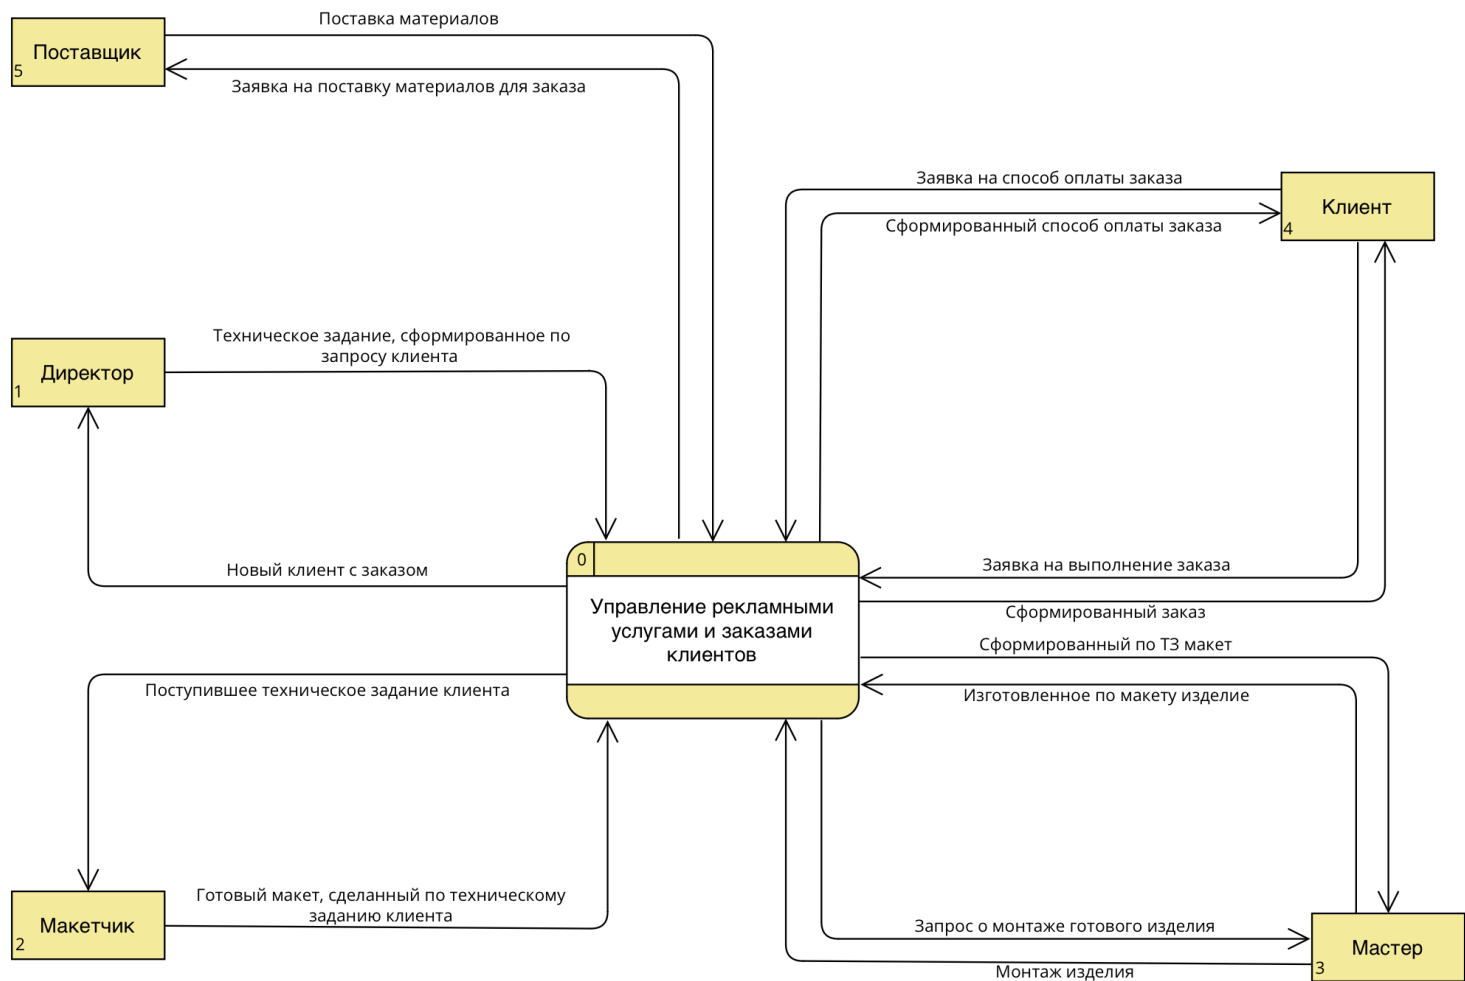 Поставка материалов
Поставщик
5
Заявка на поставку материалов для заказа
Заявка на способ оплаты заказа
Клиент
4
Сформированный способ оплаты заказа
Техническое задание, сформированное по
запросу клиента
Директор
1
Новый клиент с заказом
0
Управление рекламными
услугами и заказами
клиентов
Заявка на выполнение заказа
Сформированный заказ
Сформированный по ТЗ макет
Изготовленное по макету изделие
Поступившее техническое задание клиента
Готовый макет, сделанный по техническому
заданию клиента
Макетчик
2
Запрос о монтаже готового изделия
Мастер
3
Монтаж изделия